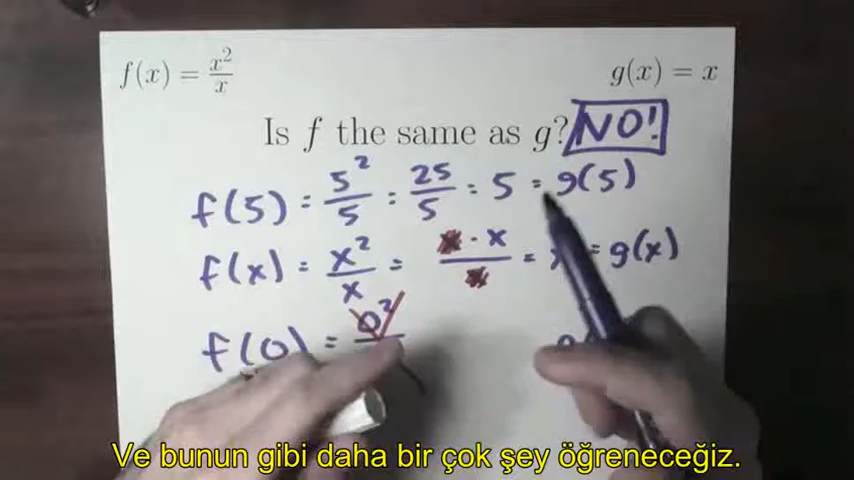 f(x) = x²/x
g(x) = x
Is f the same as g? NO!
f(5) = 5²/5 = 25/5 = 5 = g(5)
f(x) = x²/x = x · x/x = x = g(x)
f(0) = 0²
Ve bunun gibi daha bir çok şey öğreneceğiz.